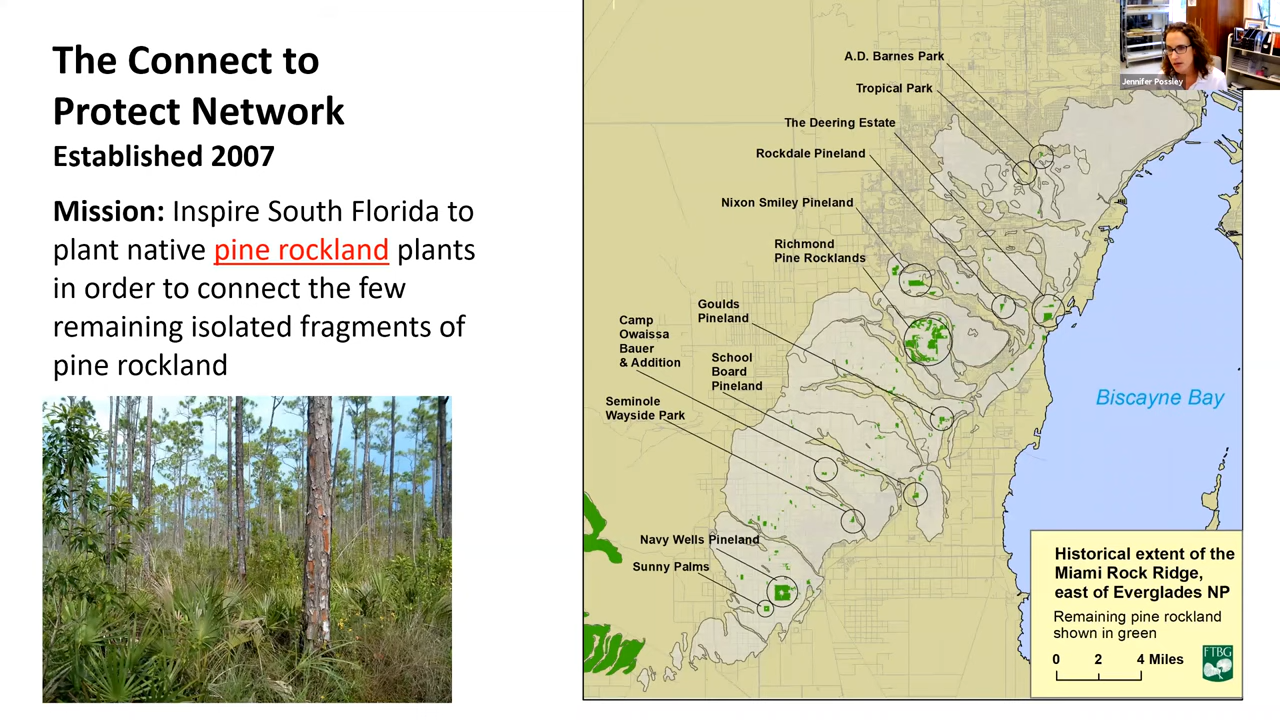 The Connect to
Protect Network
Established 2007
Mission: Inspire South Florida to
plant native pine rockland plants
in order to connect the few
remaining isolated fragments of
pine rockland
A.D. Barnes Park
Tropical Park
The Deering Estate
Rockdale Pineland
Nixon Smiley Pineland
Richmond
Pine Rocklands
Goulds
Pineland
Camp
Owaissa
Bauer
& Addition
School
Board
Pineland
Seminole
Wayside Park
Navy Wells Pineland
Sunny Palms
Biscayne Bay
Historical extent of the
Miami Rock Ridge,
east of Everglades NP
Remaining pine rockland
shown in green
0 2 4 Miles
FTBG
Jennifer Possley